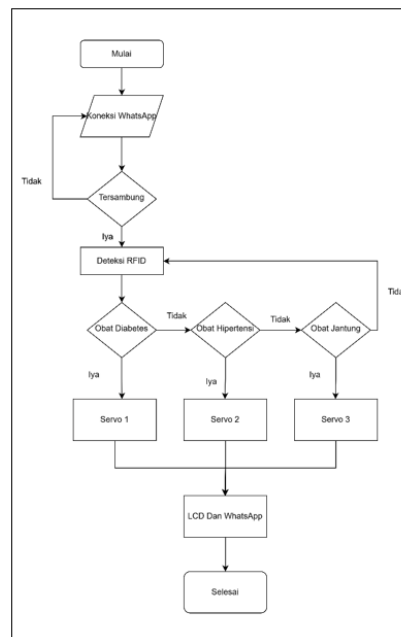 Mulai
Koneksi WhatsApp
Tidak
Tersambung
Iya
Deteksi RFID
Obat Diabetes
Tidak
Obat Hipertensi
Tidak
Obat Jantung
Iya
Iya
Iya
Servo 1
Servo 2
Servo 3
LCD Dan WhatsApp
Selesai